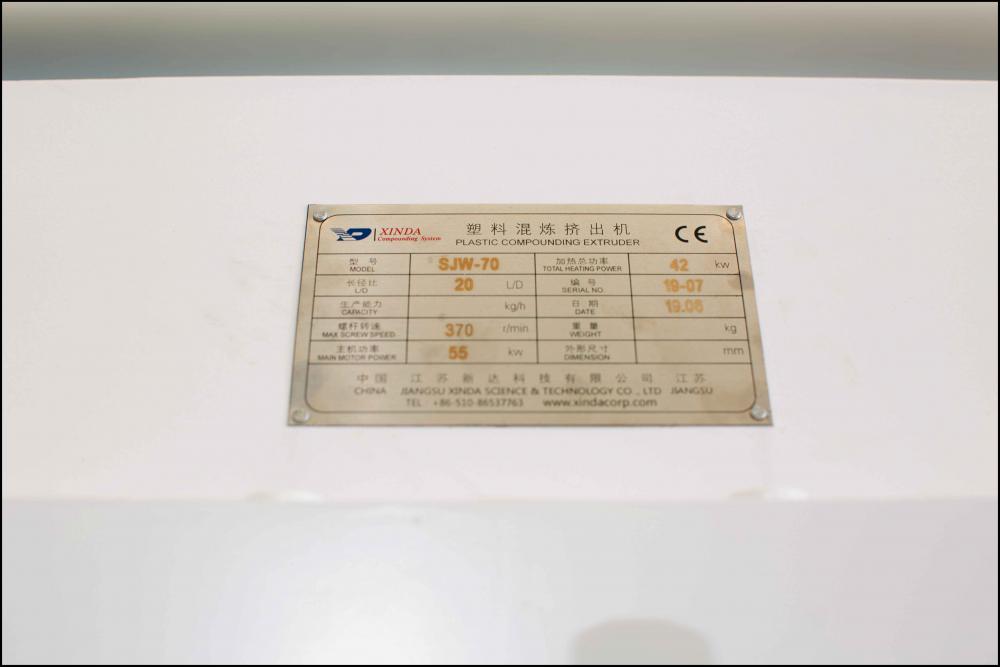 XINDA
Compounding System
塑料混炼挤出机
PLASTIC COMPOUNDING EXTRUDER
CE
型号 MODEL SJW-70 加热总功率 TOTAL HEATING POWER 42 kw
长径比 L/D 20 L/D 编号 SERIAL NO. 19-07
生产能力 CAPACITY kg/h 日期 DATE 19.06
螺杆转速 MAX SCREW SPEED 370 r/min 重量 WEIGHT kg
主机功率 MAIN MOTOR POWER 55 kw 外形尺寸 DIMENSION mm
中国 江苏新达科技有限公司 江苏
CHINA JIANGSU XINDA SCIENCE & TECHNOLOGY CO., LTD JIANGSU
TEL: +86-510-86537763 www.xindacorp.com